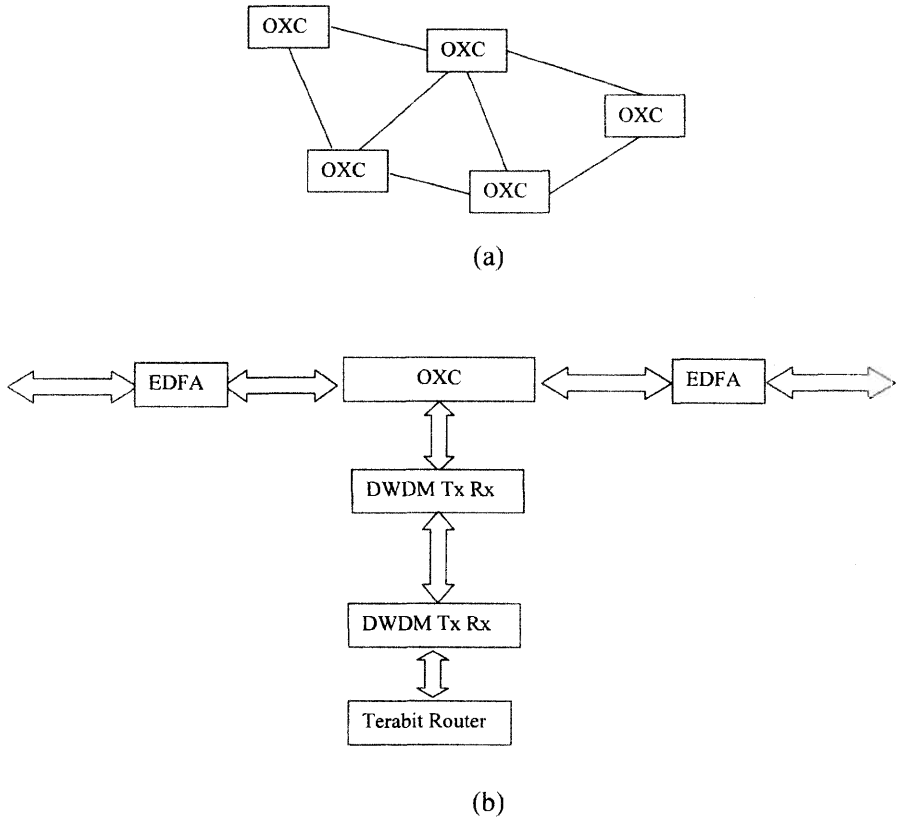 OXC
OXC
OXC
OXC
OXC
(a)
EDFA
OXC
EDFA
DWDM Tx Rx
DWDM Tx Rx
Terabit Router
(b)